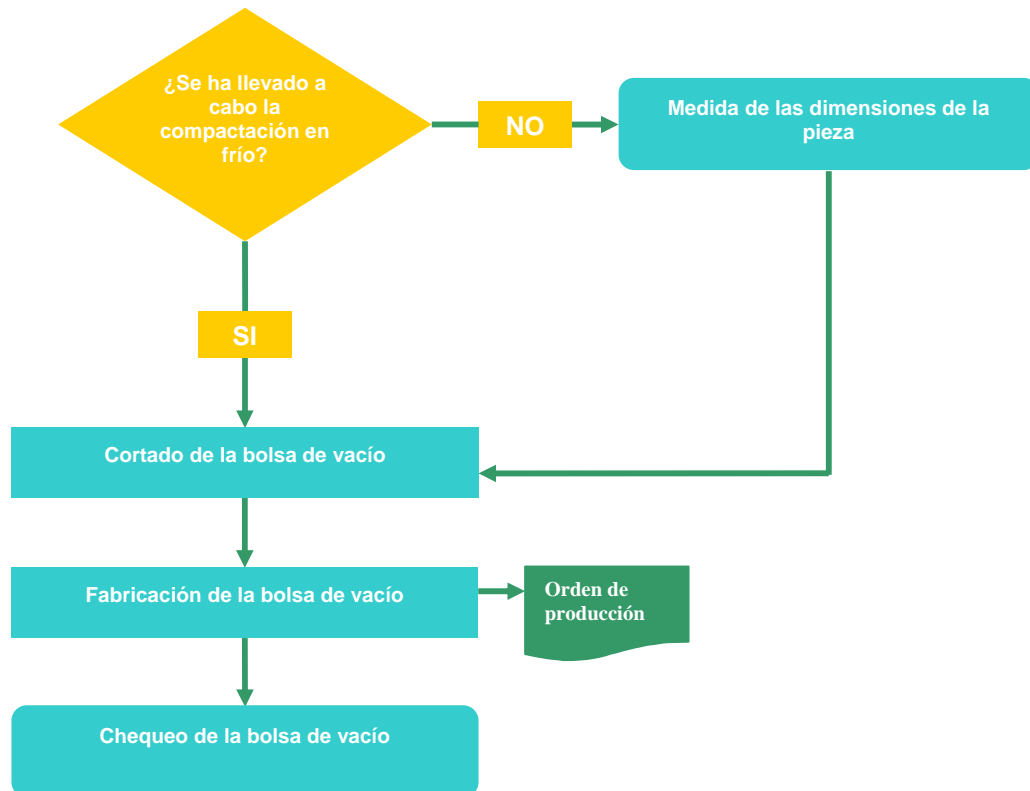 ¿Se ha llevado a
cabo la
compactación en
frío?
NO
Medida de las dimensiones de la
pieza
SI
Cortado de la bolsa de vacío
Fabricación de la bolsa de vacío
Orden de
producción
Chequeo de la bolsa de vacío